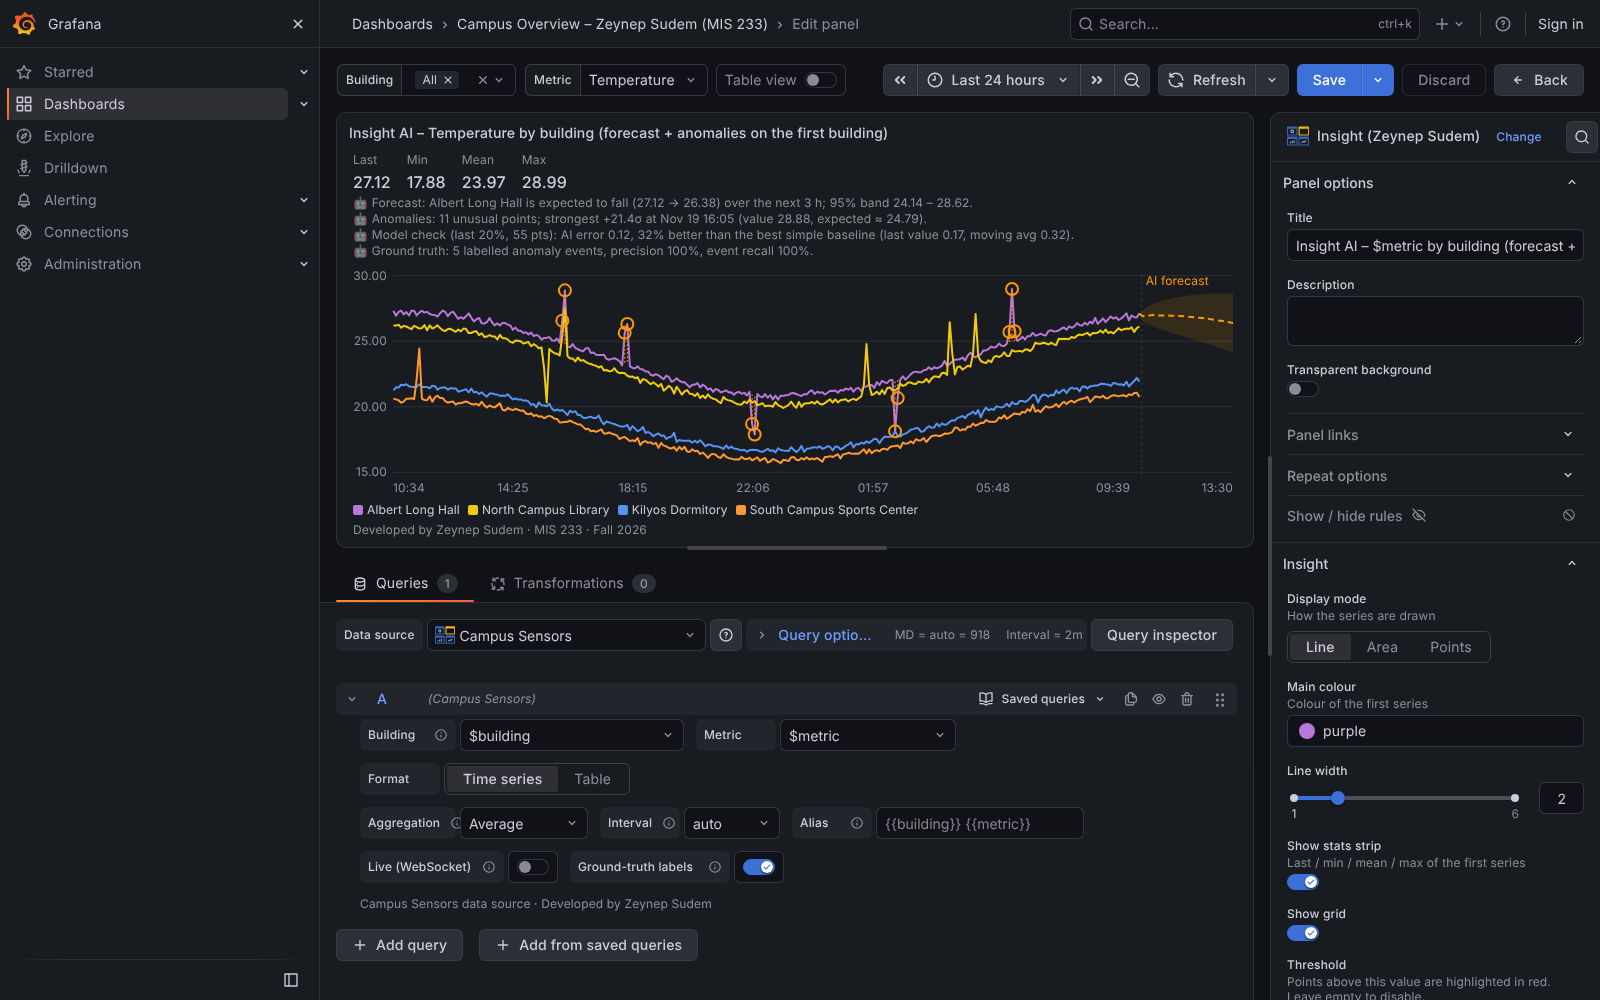 Grafana
Dashboards › Campus Overview – Zeynep Sudem (MIS 233) › Edit panel
Search...
ctrl+k
Sign in
Starred
Dashboards
Explore
Drilldown
Alerting
Connections
Administration
Building
All
Metric
Temperature
Table view
Last 24 hours
Refresh
Save
Discard
Back
Insight AI – Temperature by building (forecast + anomalies on the first building)
Last Min Mean Max
27.12 17.88 23.97 28.99
🤖 Forecast: Albert Long Hall is expected to fall (27.12 → 26.38) over the next 3 h; 95% band 24.14 – 28.62.
🤖 Anomalies: 11 unusual points; strongest +21.4σ at Nov 19 16:05 (value 28.88, expected ≈ 24.79).
🤖 Model check (last 20%, 55 pts): AI error 0.12, 32% better than the best simple baseline (last value 0.17, moving avg 0.32).
🤖 Ground truth: 5 labelled anomaly events, precision 100%, event recall 100%.
30.00
25.00
20.00
15.00
AI forecast
10:34 14:25 18:15 22:06 01:57 05:48 09:39 13:30
Albert Long Hall North Campus Library Kilyos Dormitory South Campus Sports Center
Developed by Zeynep Sudem · MIS 233 · Fall 2026
Queries 1
Transformations 0
Data source
Campus Sensors
Query optio...
MD = auto = 918
Interval = 2m
Query inspector
A
(Campus Sensors)
Saved queries
Building
$building
Metric
$metric
Format
Time series
Table
Aggregation
Average
Interval
auto
Alias
{{building}} {{metric}}
Live (WebSocket)
Ground-truth labels
Campus Sensors data source · Developed by Zeynep Sudem
+ Add query
+ Add from saved queries
Insight (Zeynep Sudem)
Change
Panel options
Title
Insight AI – $metric by building (forecast +
Description
Transparent background
Panel links
Repeat options
Show / hide rules
Insight
Display mode
How the series are drawn
Line
Area
Points
Main colour
Colour of the first series
purple
Line width
2
1
6
Show stats strip
Last / min / mean / max of the first series
Show grid
Threshold
Points above this value are highlighted in red.
Leave empty to disable.